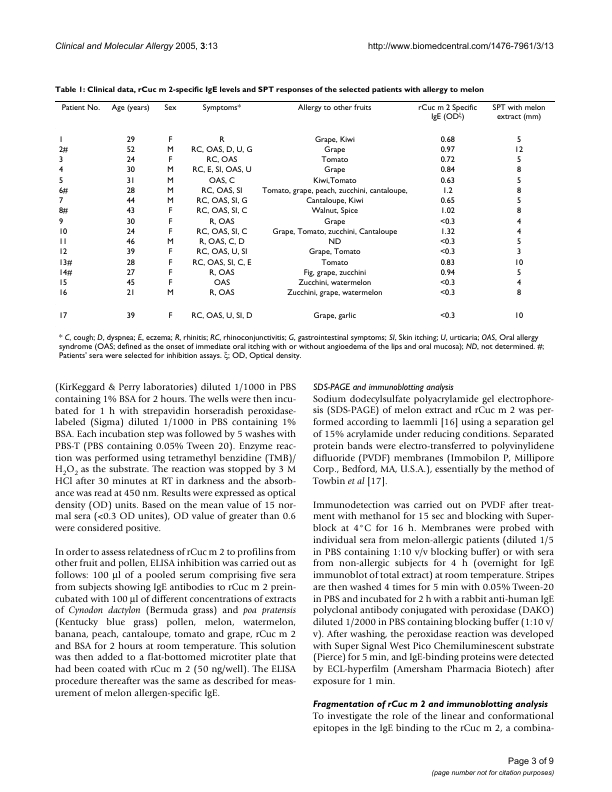 Clinical and Molecular Allergy 2005, 3:13 http://www.biomedcentral.com/1476-7961/3/13
Table 1: Clinical data, rCuc m 2-specific IgE levels and SPT responses of the selected patients with allergy to melon
Patient No. Age (years) Sex Symptoms* Allergy to other fruits rCuc m 2 Specific IgE (ODξ) SPT with melon extract (mm)
1 29 F R Grape, Kiwi 0.68 5
2# 52 M RC, OAS, D, U, G Grape 0.97 12
3 24 F RC, OAS Tomato 0.72 5
4 30 M RC, E, SI, OAS, U Grape 0.84 8
5 31 M OAS, C Kiwi,Tomato 0.63 5
6# 28 M RC, OAS, SI Tomato, grape, peach, zucchini, cantaloupe, 1.2 8
7 44 M RC, OAS, SI, G Cantaloupe, Kiwi 0.65 5
8# 43 F RC, OAS, SI, C Walnut, Spice 1.02 8
9 30 F R, OAS Grape <0.3 4
10 24 F RC, OAS, SI, C Grape, Tomato, zucchini, Cantaloupe 1.32 4
11 46 M R, OAS, C, D ND <0.3 5
12 39 F RC, OAS, U, SI Grape, Tomato <0.3 3
13# 28 F RC, OAS, SI, C, E Tomato 0.83 10
14# 27 F R, OAS Fig, grape, zucchini 0.94 5
15 45 F OAS Zucchini, watermelon <0.3 4
16 21 M R, OAS Zucchini, grape, watermelon <0.3 8
17 39 F RC, OAS, U, SI, D Grape, garlic <0.3 10
* C, cough; D, dyspnea; E, eczema; R, rhinitis; RC, rhinoconjunctivitis; G, gastrointestinal symptoms; SI, Skin itching; U, urticaria; OAS, Oral allergy
syndrome (OAS; defined as the onset of immediate oral itching with or without angioedema of the lips and oral mucosa); ND, not determined. #;
Patients' sera were selected for inhibition assays. ξ; OD, Optical density.
(KirKeggard & Perry laboratories) diluted 1/1000 in PBS
containing 1% BSA for 2 hours. The wells were then incu-
bated for 1 h with strepavidin horseradish peroxidase-
labeled (Sigma) diluted 1/1000 in PBS containing 1%
BSA. Each incubation step was followed by 5 washes with
PBS-T (PBS containing 0.05% Tween 20). Enzyme reac-
tion was performed using tetramethyl benzidine (TMB)/
H2O2 as the substrate. The reaction was stopped by 3 M
HCl after 30 minutes at RT in darkness and the absorb-
ance was read at 450 nm. Results were expressed as optical
density (OD) units. Based on the mean value of 15 nor-
mal sera (<0.3 OD unites), OD value of greater than 0.6
were considered positive.
In order to assess relatedness of rCuc m 2 to profilins from
other fruit and pollen, ELISA inhibition was carried out as
follows: 100 μl of a pooled serum comprising five sera
from subjects showing IgE antibodies to rCuc m 2 prein-
cubated with 100 μl of different concentrations of extracts
of Cynodon dactylon (Bermuda grass) and poa pratensis
(Kentucky blue grass) pollen, melon, watermelon,
banana, peach, cantaloupe, tomato and grape, rCuc m 2
and BSA for 2 hours at room temperature. This solution
was then added to a flat-bottomed microtiter plate that
had been coated with rCuc m 2 (50 ng/well). The ELISA
procedure thereafter was the same as described for meas-
urement of melon allergen-specific IgE.
SDS-PAGE and immunoblotting analysis
Sodium dodecylsulfate polyacrylamide gel electrophore-
sis (SDS-PAGE) of melon extract and rCuc m 2 was per-
formed according to laemmli [16] using a separation gel
of 15% acrylamide under reducing conditions. Separated
protein bands were electro-transferred to polyvinylidene
difluoride (PVDF) membranes (Immobilon P, Millipore
Corp., Bedford, MA, U.S.A.), essentially by the method of
Towbin et al [17].
Immunodetection was carried out on PVDF after treat-
ment with methanol for 15 sec and blocking with Super-
block at 4°C for 16 h. Membranes were probed with
individual sera from melon-allergic patients (diluted 1/5
in PBS containing 1:10 v/v blocking buffer) or with sera
from non-allergic subjects for 4 h (overnight for IgE
immunoblot of total extract) at room temperature. Stripes
are then washed 4 times for 5 min with 0.05% Tween-20
in PBS and incubated for 2 h with a rabbit anti-human IgE
polyclonal antibody conjugated with peroxidase (DAKO)
diluted 1/2000 in PBS containing blocking buffer (1:10 v/
v). After washing, the peroxidase reaction was developed
with Super Signal West Pico Chemiluminescent substrate
(Pierce) for 5 min, and IgE-binding proteins were detected
by ECL-hyperfilm (Amersham Pharmacia Biotech) after
exposure for 1 min.
Fragmentation of rCuc m 2 and immunoblotting analysis
To investigate the role of the linear and conformational
epitopes in the IgE binding to the rCuc m 2, a combina-
Page 3 of 9
(page number not for citation purposes)